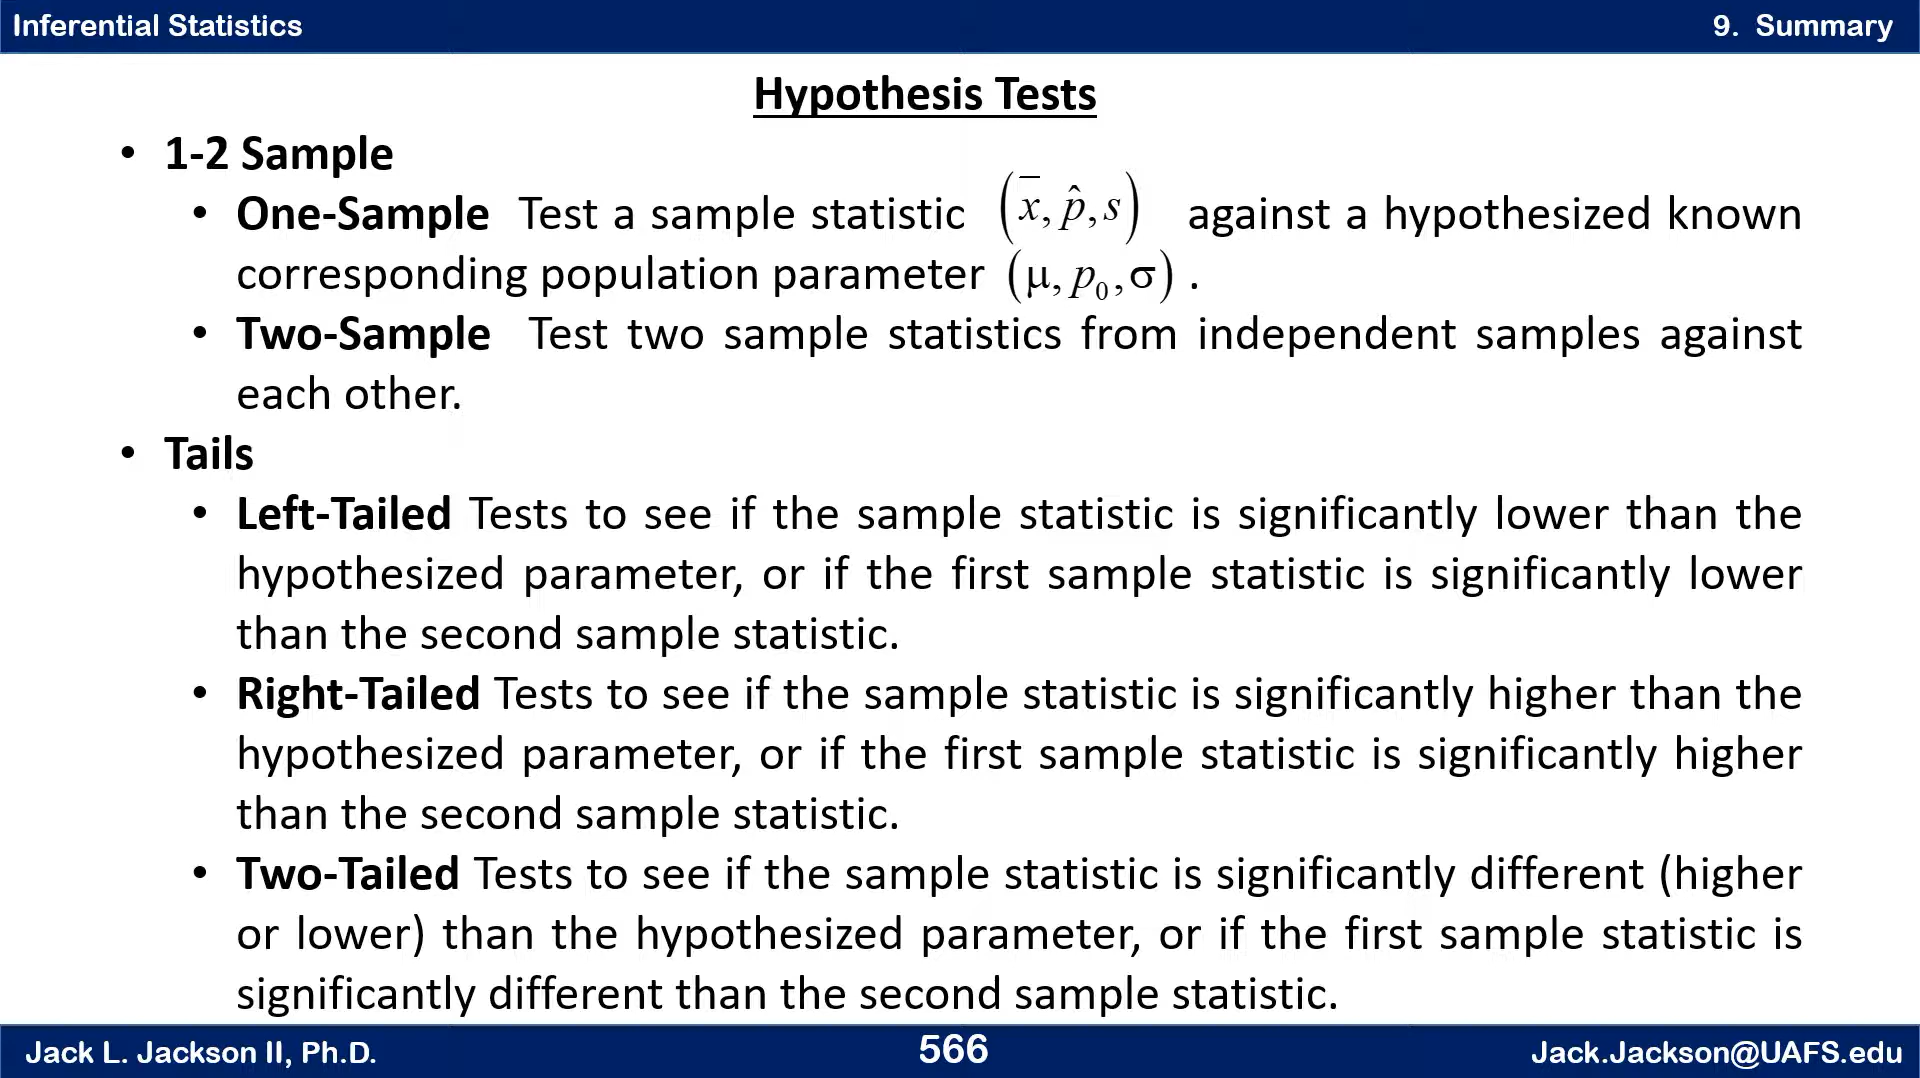 Inferential Statistics
9. Summary
Hypothesis Tests
• 1-2 Sample
• One-Sample Test a sample statistic (x̄, p̂, s) against a hypothesized known
corresponding population parameter (μ, p₀, σ) .
• Two-Sample Test two sample statistics from independent samples against
each other.
• Tails
• Left-Tailed Tests to see if the sample statistic is significantly lower than the
hypothesized parameter, or if the first sample statistic is significantly lower
than the second sample statistic.
• Right-Tailed Tests to see if the sample statistic is significantly higher than the
hypothesized parameter, or if the first sample statistic is significantly higher
than the second sample statistic.
• Two-Tailed Tests to see if the sample statistic is significantly different (higher
or lower) than the hypothesized parameter, or if the first sample statistic is
significantly different than the second sample statistic.
Jack L. Jackson II, Ph.D.
566
Jack.Jackson@UAFS.edu